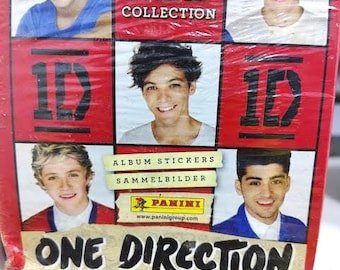 COLLECTION
1D
1D
ALBUM STICKERS
SAMMELBILDER
PANINI
www.paninigroup.com
ONE DIRECTION